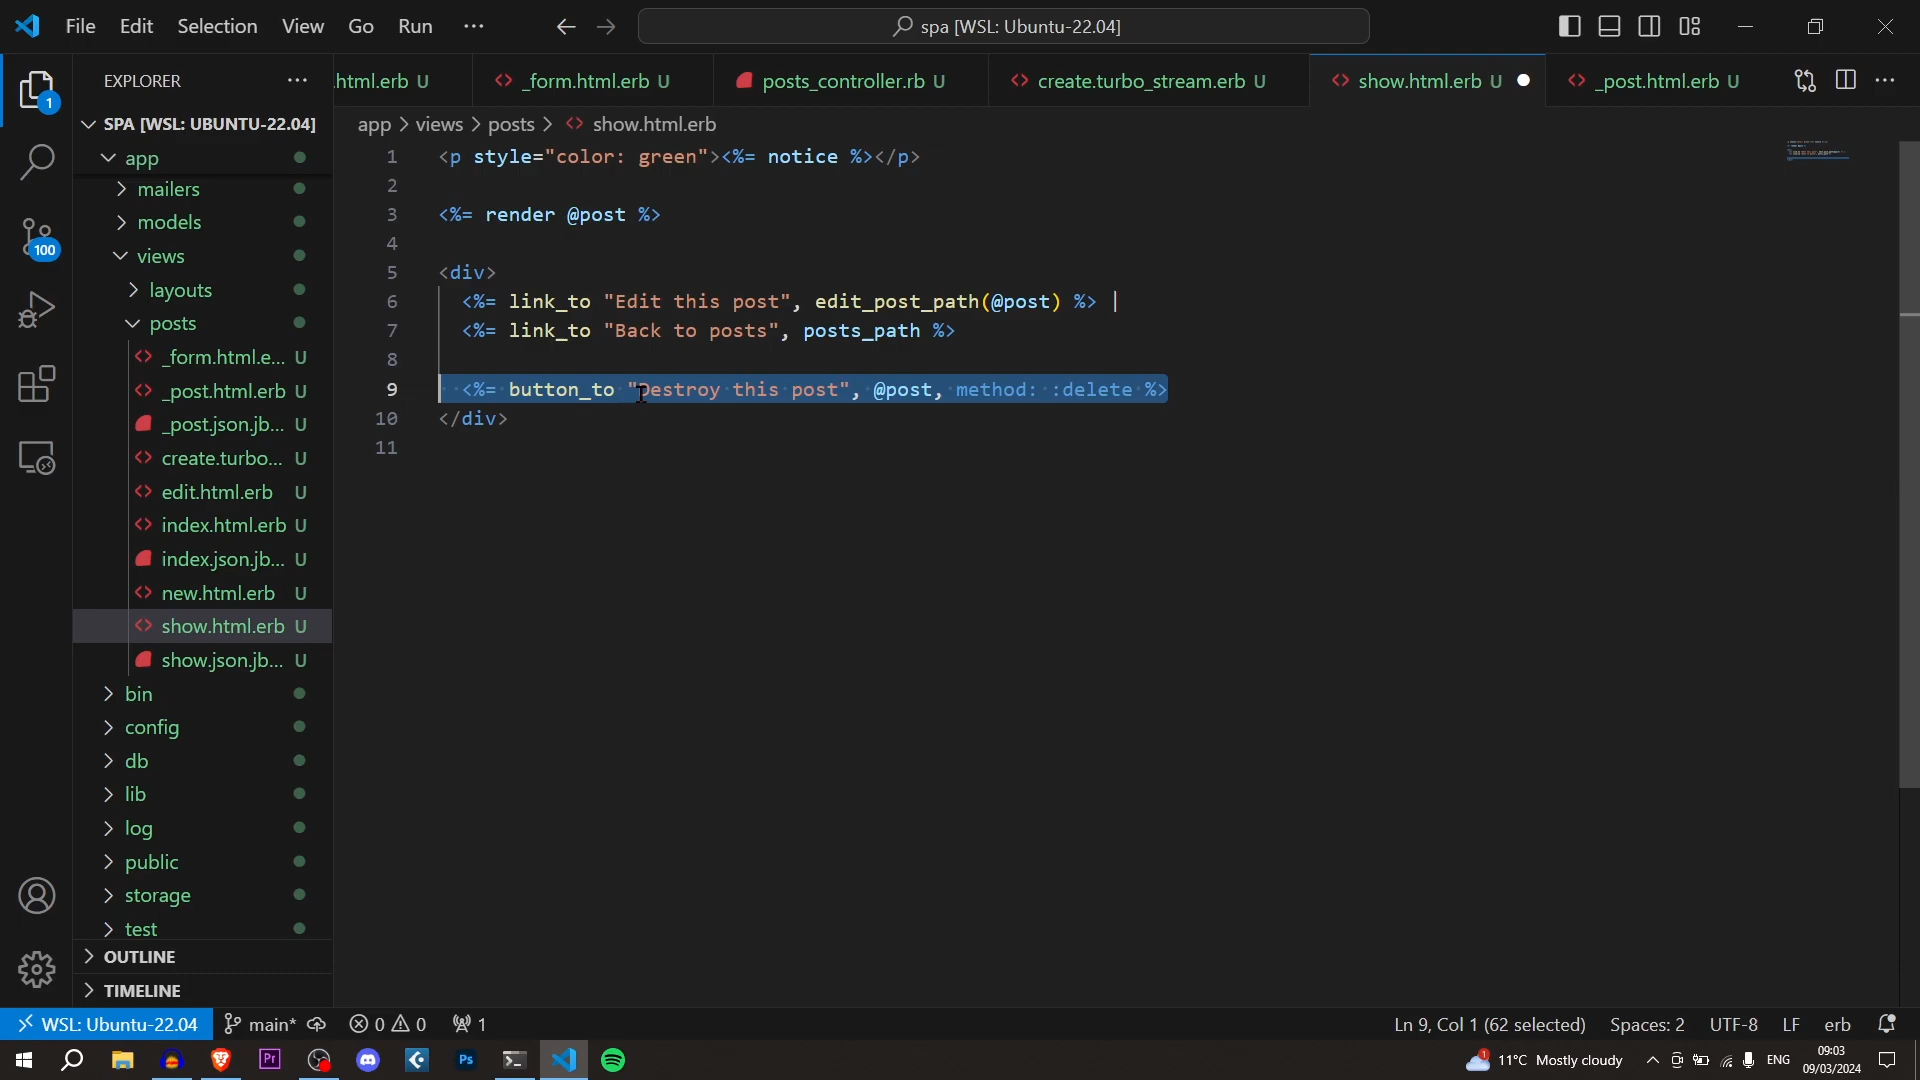 File Edit Selection View Go Run ···
spa [WSL: Ubuntu-22.04]
EXPLORER
.html.erb U
_form.html.erb U
posts_controller.rb U
create.turbo_stream.erb U
show.html.erb U
_post.html.erb U
1
SPA [WSL: UBUNTU-22.04]
app > views > posts > show.html.erb
app
mailers
models
views
layouts
posts
_form.html.e... U
_post.html.erb U
_post.json.jb... U
create.turbo... U
edit.html.erb U
index.html.erb U
index.json.jb... U
new.html.erb U
show.html.erb U
show.json.jb... U
bin
config
db
lib
log
public
storage
test
OUTLINE
TIMELINE
100
1 <p style="color: green"><%= notice %></p>
2
3 <%= render @post %>
4
5 <div>
6 <%= link_to "Edit this post", edit_post_path(@post) %> |
7 <%= link_to "Back to posts", posts_path %>
8
9 <%= button_to "Destroy this post", @post, method: :delete %>
10 </div>
11
WSL: Ubuntu-22.04 main* 0 0 1
Ln 9, Col 1 (62 selected) Spaces: 2 UTF-8 LF erb
Pr
Ps
1
11°C Mostly cloudy
ENG
09:03
09/03/2024